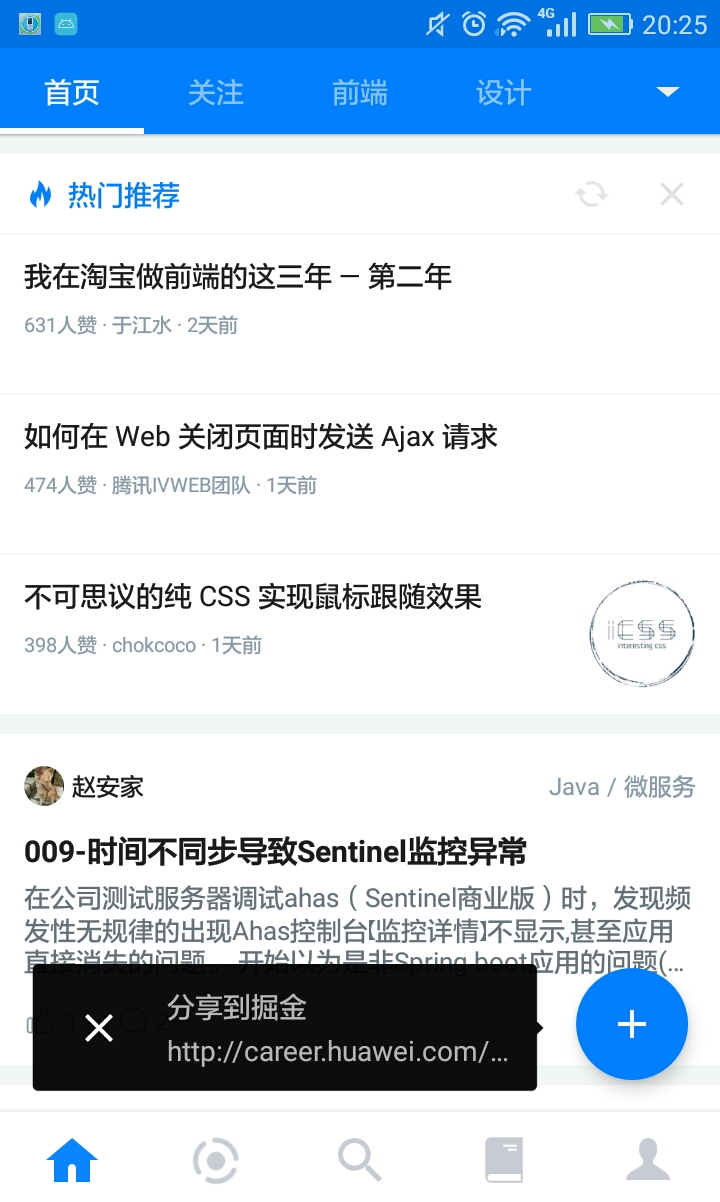 4G 20:25
首页 关注 前端 设计
热门推荐
我在淘宝做前端的这三年 — 第二年
631人赞 · 于江水 · 2天前
如何在 Web 关闭页面时发送 Ajax 请求
474人赞 · 腾讯IVWEB团队 · 1天前
不可思议的纯 CSS 实现鼠标跟随效果
398人赞 · chokcoco · 1天前
iCSS
interesting css
赵安家
Java / 微服务
009-时间不同步导致Sentinel监控异常
在公司测试服务器调试ahas（Sentinel商业版）时，发现频
发性无规律的出现Ahas控制台【监控详情】不显示,甚至应用
直接消失的问题。 开始以为是非Spring boot应用的问题(...
1 2
分享到掘金
http://career.huawei.com/...